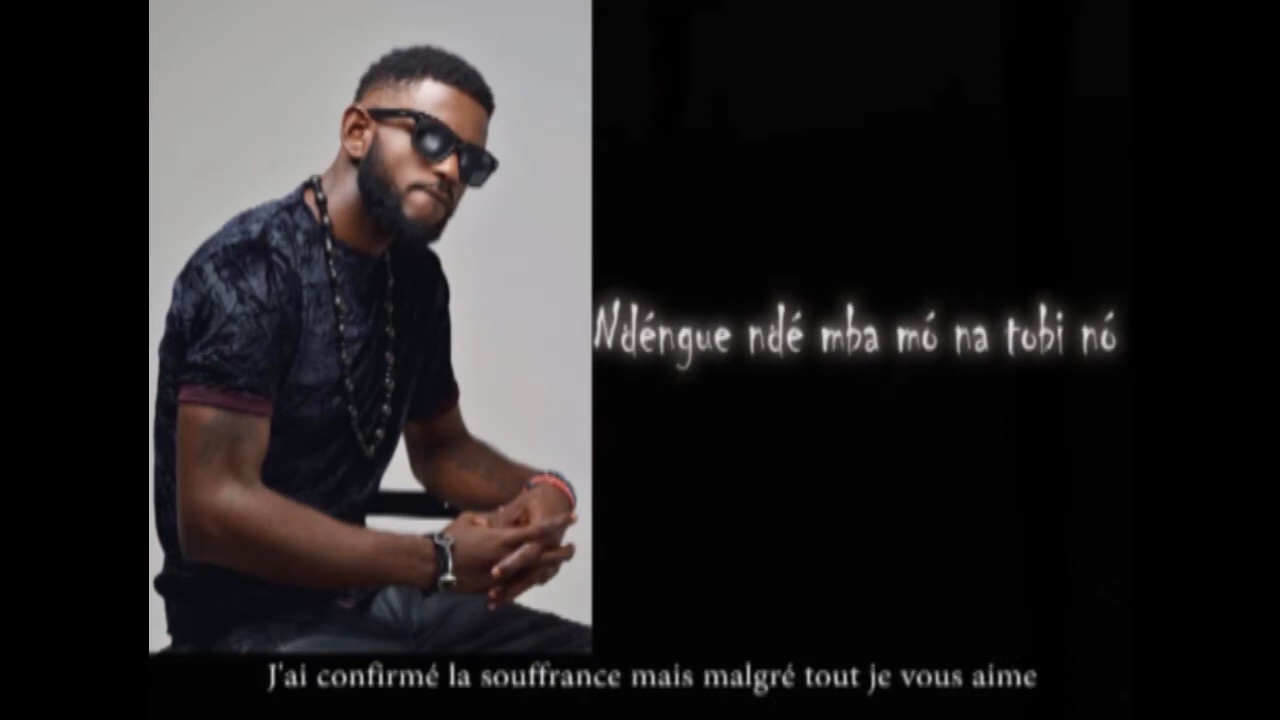 Ndéngue ndé mba mó na tobi nó
J'ai confirmé la souffrance mais malgré tout je vous aime